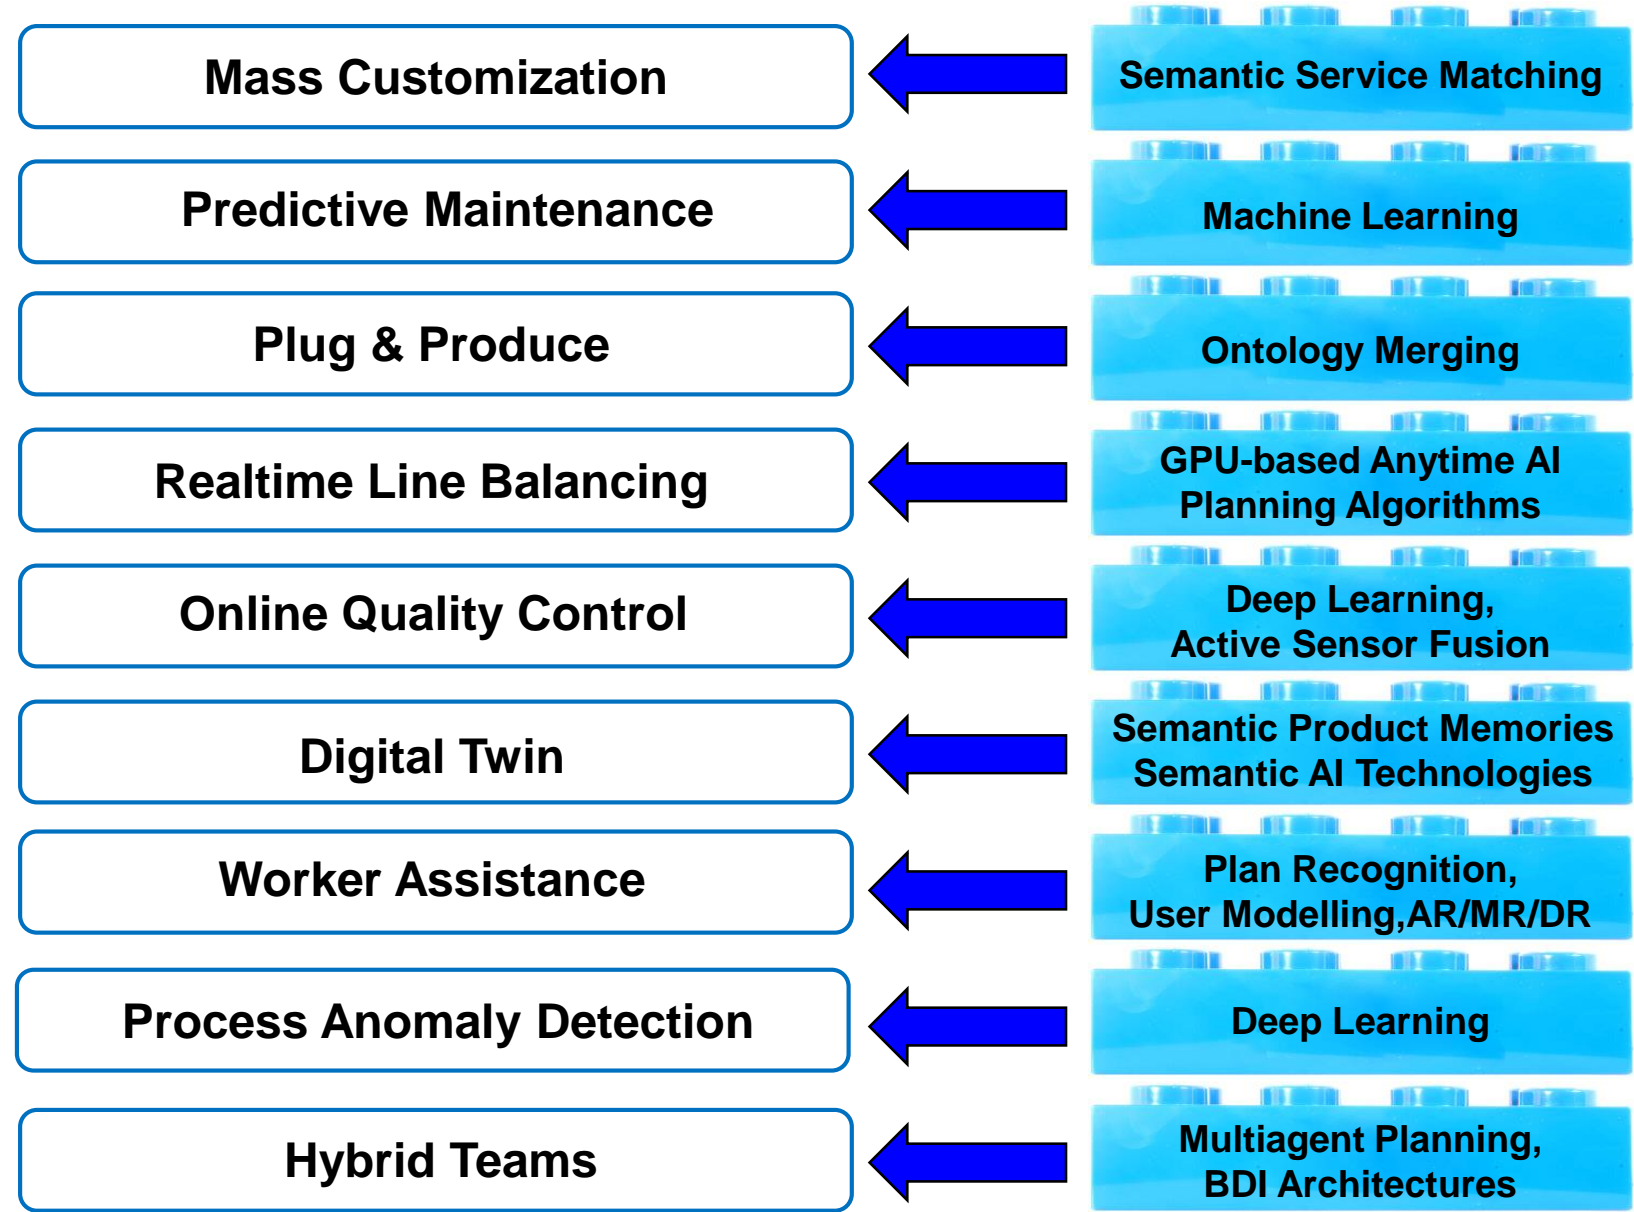 Mass Customization
Semantic Service Matching
Predictive Maintenance
Machine Learning
Plug & Produce
Ontology Merging
Realtime Line Balancing
GPU-based Anytime AI
Planning Algorithms
Online Quality Control
Deep Learning,
Active Sensor Fusion
Digital Twin
Semantic Product Memories
Semantic AI Technologies
Worker Assistance
Plan Recognition,
User Modelling,AR/MR/DR
Process Anomaly Detection
Deep Learning
Hybrid Teams
Multiagent Planning,
BDI Architectures